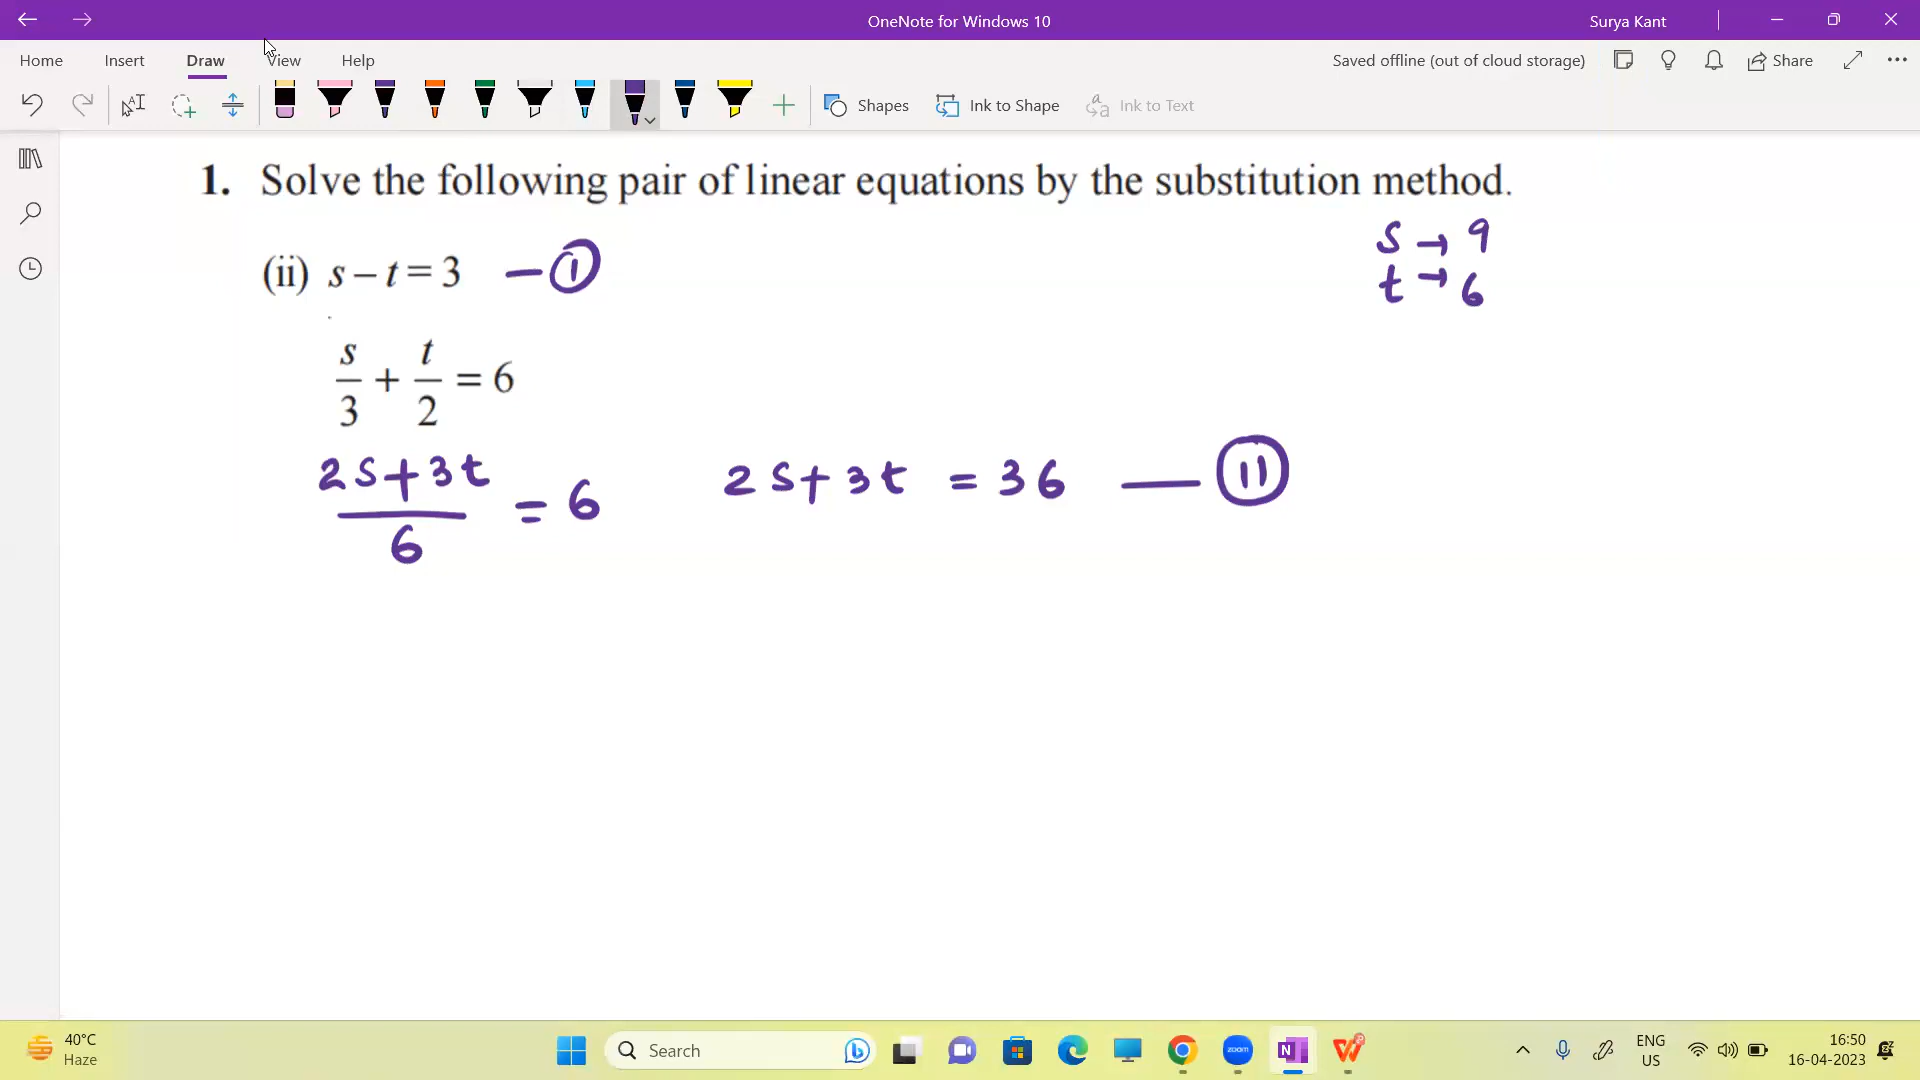 OneNote for Windows 10
Surya Kant
Home Insert Draw View Help
Saved offline (out of cloud storage)
Share
Shapes
Ink to Shape
Ink to Text
1. Solve the following pair of linear equations by the substitution method.
s → 9
t → 6
(ii) s – t = 3 — ①
s/3 + t/2 = 6
2s+3t/6 = 6
2s+3t = 36 — ⑪
40°C
Haze
Search
zoom
N
W
ENG
US
16:50
16-04-2023